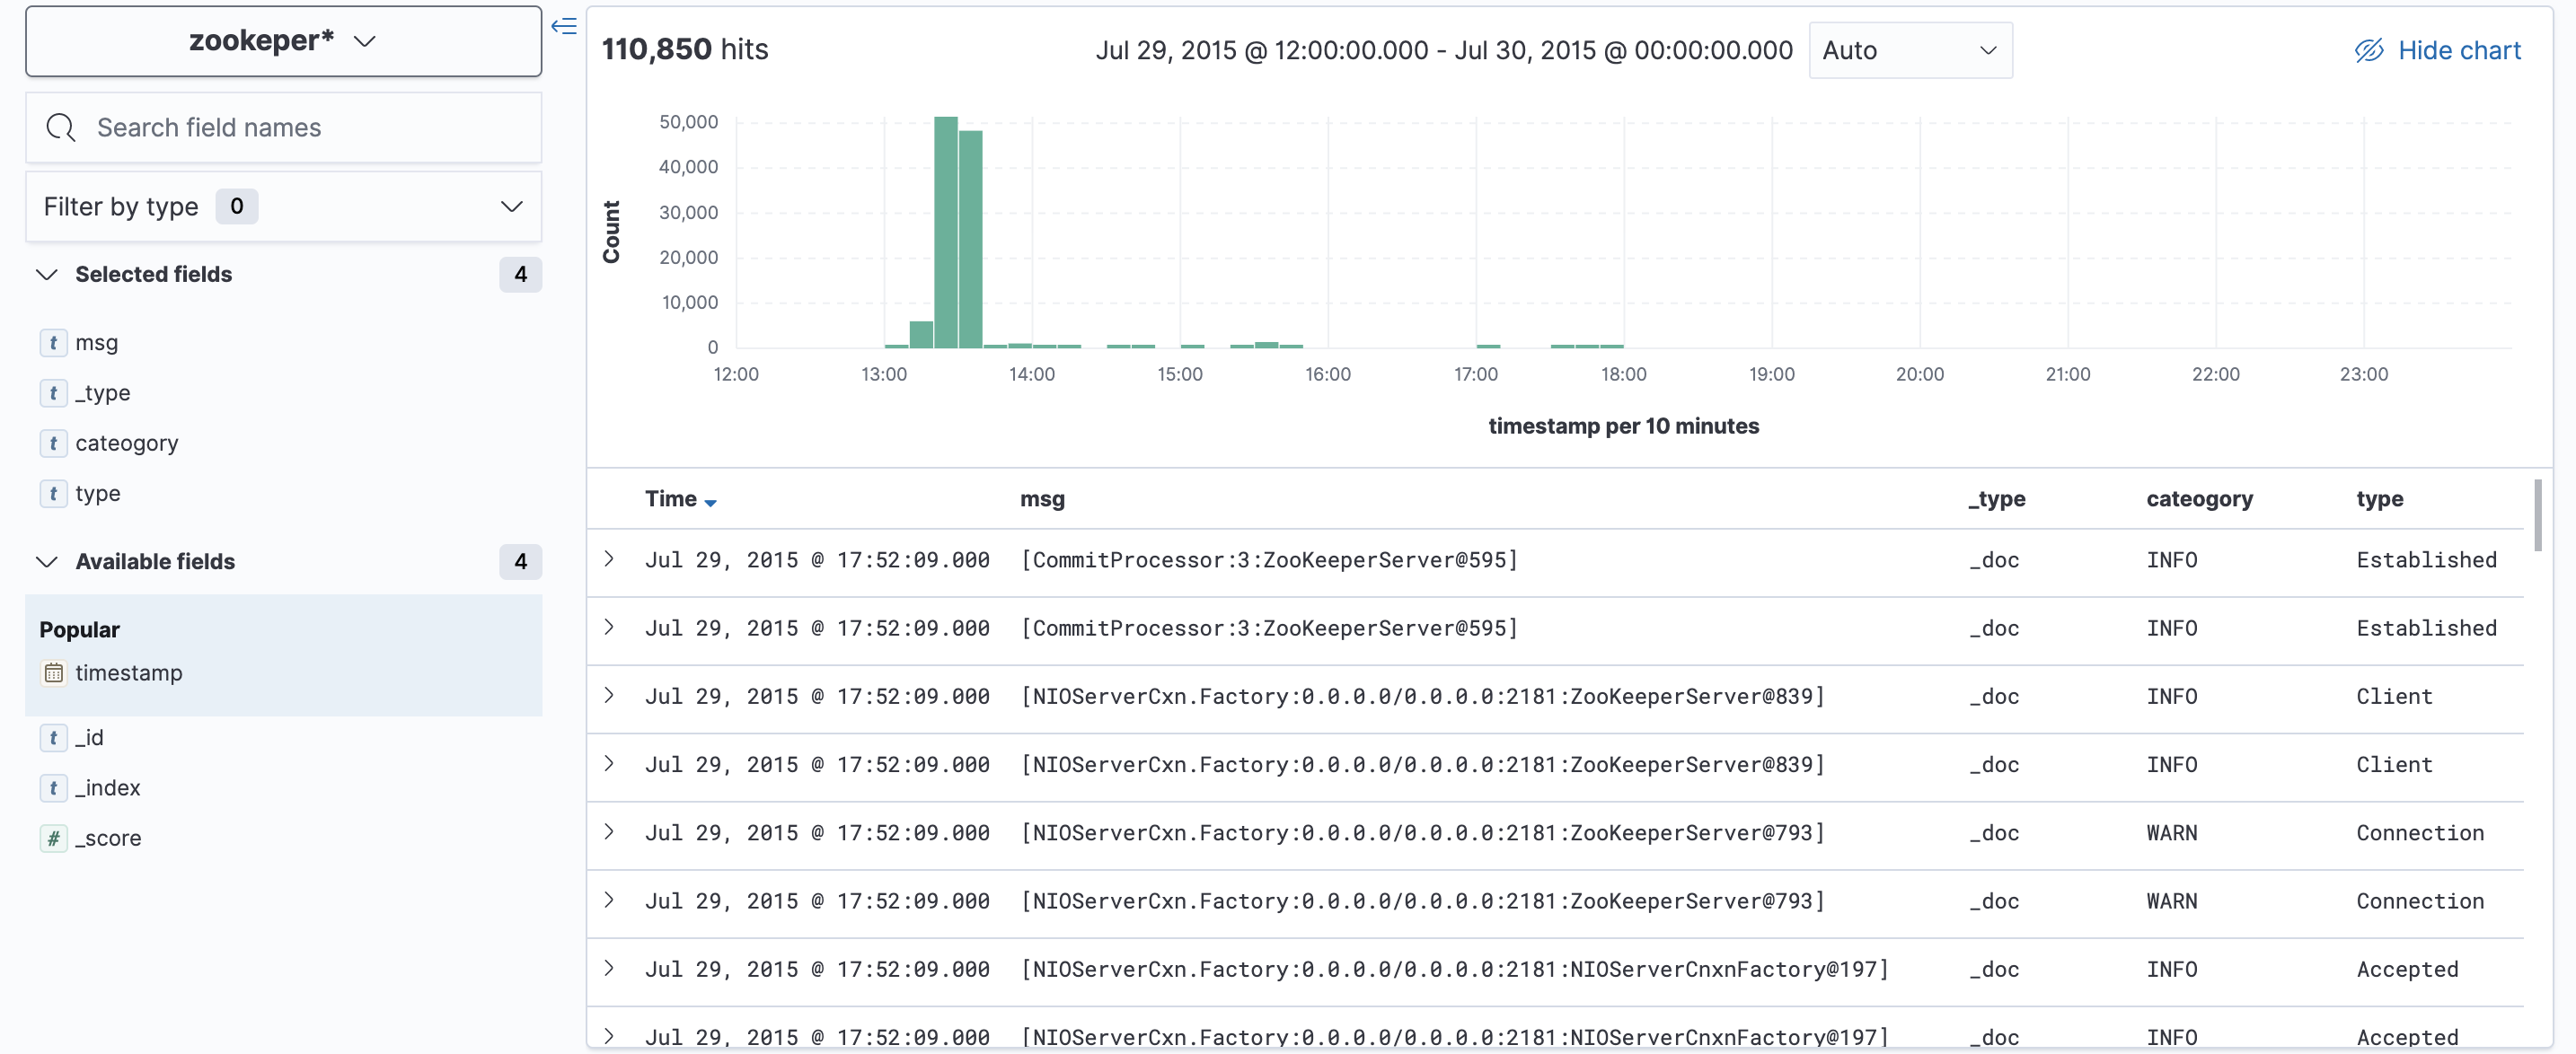 zookeper*
Search field names
Filter by type 0
Selected fields 4
t msg
t _type
t cateogory
t type
Available fields 4
Popular
timestamp
t _id
t _index
# _score
110,850 hits
Jul 29, 2015 @ 12:00:00.000 - Jul 30, 2015 @ 00:00:00.000 Auto
Hide chart
Count
50,000
40,000
30,000
20,000
10,000
0
12:00 13:00 14:00 15:00 16:00 17:00 18:00 19:00 20:00 21:00 22:00 23:00
timestamp per 10 minutes
Time msg _type cateogory type
Jul 29, 2015 @ 17:52:09.000 [CommitProcessor:3:ZooKeeperServer@595] _doc INFO Established
Jul 29, 2015 @ 17:52:09.000 [CommitProcessor:3:ZooKeeperServer@595] _doc INFO Established
Jul 29, 2015 @ 17:52:09.000 [NIOServerCxn.Factory:0.0.0.0/0.0.0.0:2181:ZooKeeperServer@839] _doc INFO Client
Jul 29, 2015 @ 17:52:09.000 [NIOServerCxn.Factory:0.0.0.0/0.0.0.0:2181:ZooKeeperServer@839] _doc INFO Client
Jul 29, 2015 @ 17:52:09.000 [NIOServerCxn.Factory:0.0.0.0/0.0.0.0:2181:ZooKeeperServer@793] _doc WARN Connection
Jul 29, 2015 @ 17:52:09.000 [NIOServerCxn.Factory:0.0.0.0/0.0.0.0:2181:ZooKeeperServer@793] _doc WARN Connection
Jul 29, 2015 @ 17:52:09.000 [NIOServerCxn.Factory:0.0.0.0/0.0.0.0:2181:NIOServerCnxnFactory@197] _doc INFO Accepted
Jul 29, 2015 @ 17:52:09.000 [NIOServerCxn.Factory:0.0.0.0/0.0.0.0:2181:NIOServerCnxnFactory@197] _doc INFO Accepted